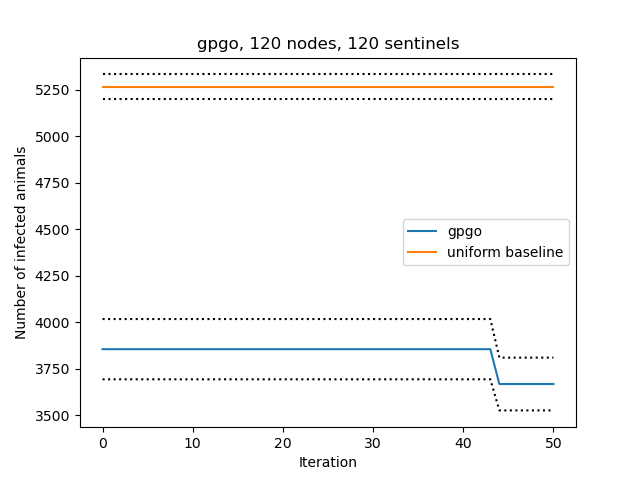 gpgo, 120 nodes, 120 sentinels
Number of infected animals
5250
5000
4750
4500
4250
4000
3750
3500
gpgo
uniform baseline
0 10 20 30 40 50
Iteration